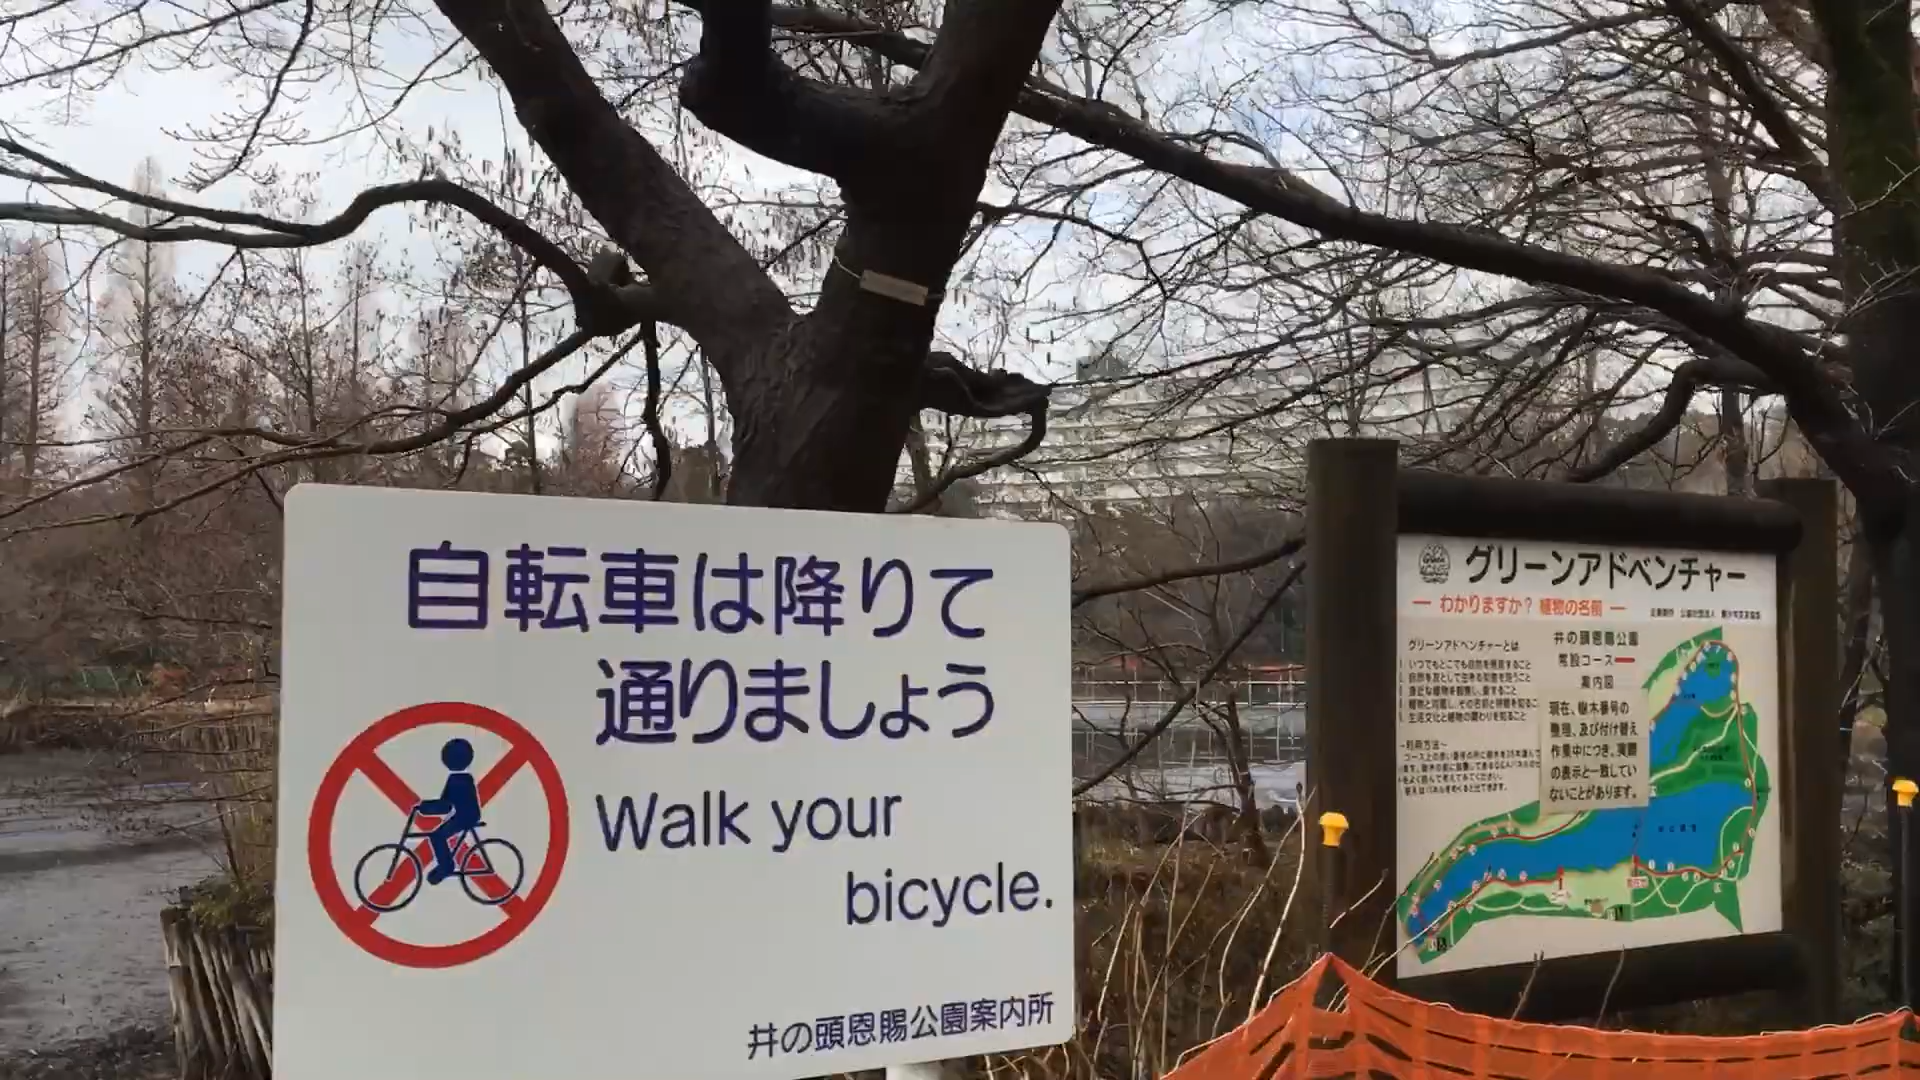 自転車は降りて
通りましょう
Walk your
bicycle.
井の頭恩賜公園案内所
グリーンアドベンチャー
ー わかりますか? 植物の名前 ー
グリーンアドベンチャーとは
井の頭恩賜公園
常設コース
案内図
現在、樹木番号の
整理、及び付け替え
作業中につき、実際
の表示と一致してい
ないことがあります。